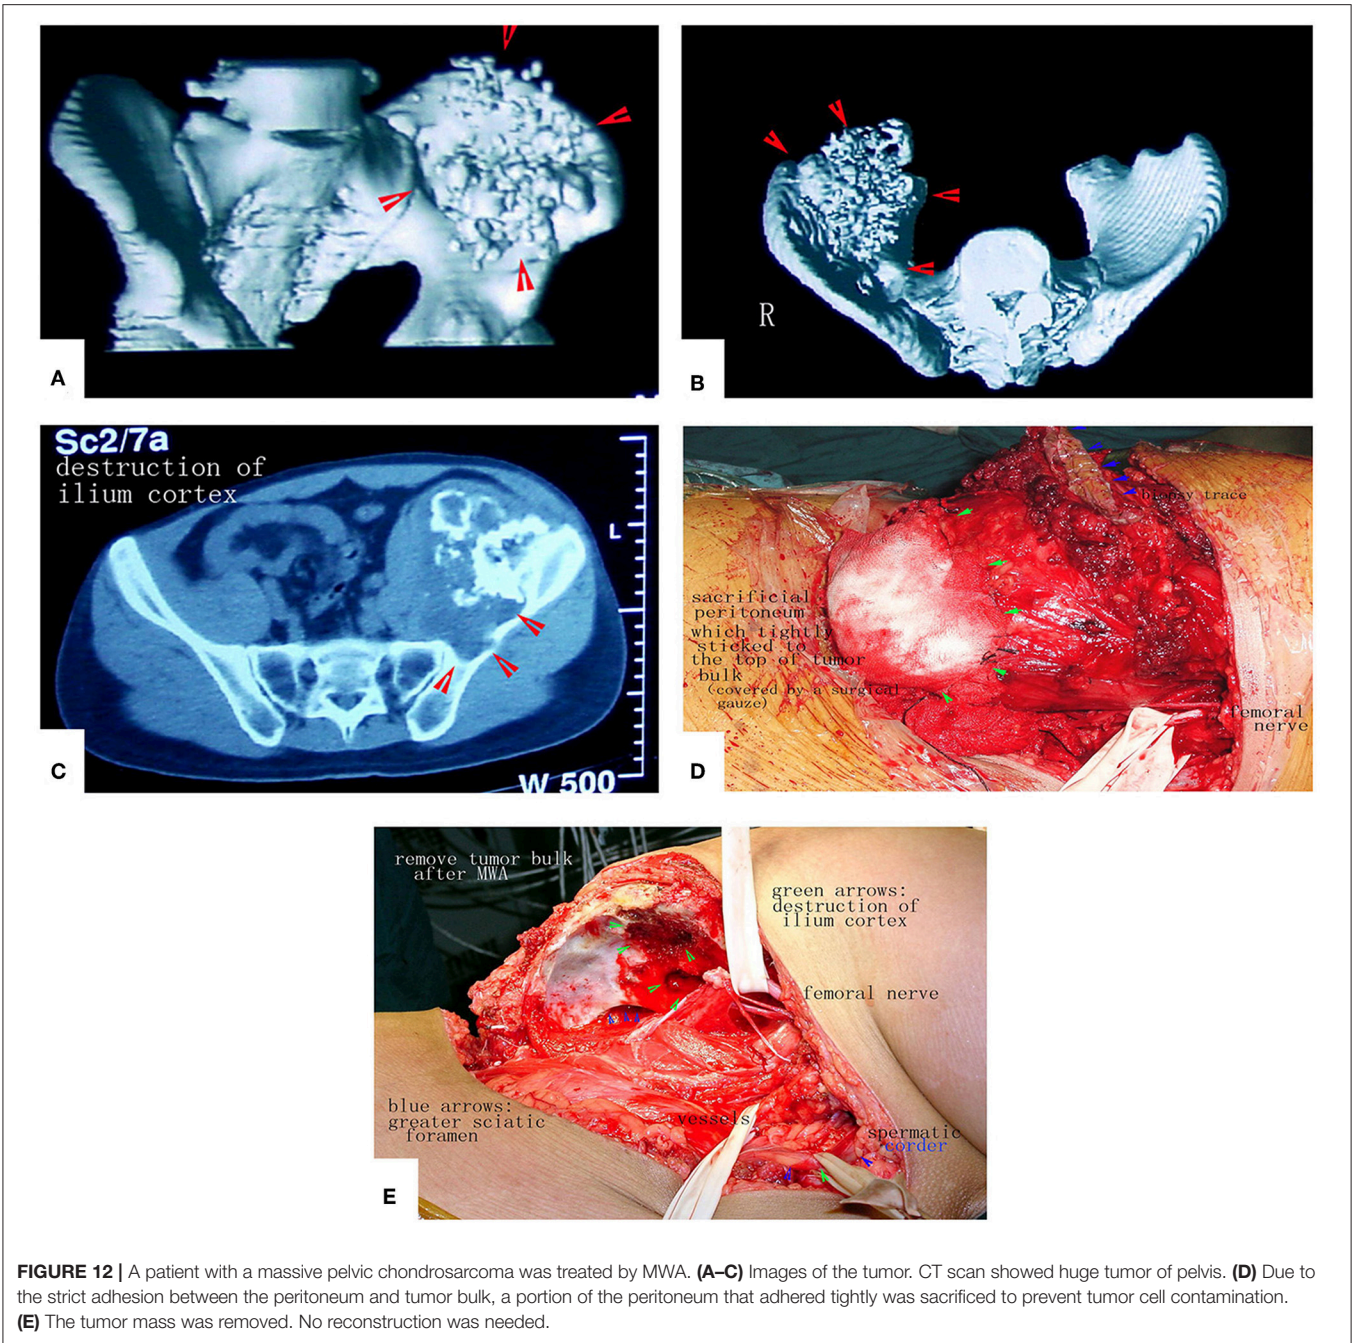 A
R
B
Sc2/7a
destruction of
ilium cortex
L
W 500
C
biopsy trace
sacrificial
peritoneum
which tightly
sticked to
the top of tumor
bulk
(covered by a surgical
gauze)
femoral
nerve
D
remove tumor bulk
after MWA
green arrows:
destruction of
ilium cortex
femoral nerve
blue arrows:
greater sciatic
foramen
vessels
spermatic
corder
E
FIGURE 12 | A patient with a massive pelvic chondrosarcoma was treated by MWA. (A–C) Images of the tumor. CT scan showed huge tumor of pelvis. (D) Due to
the strict adhesion between the peritoneum and tumor bulk, a portion of the peritoneum that adhered tightly was sacrificed to prevent tumor cell contamination.
(E) The tumor mass was removed. No reconstruction was needed.